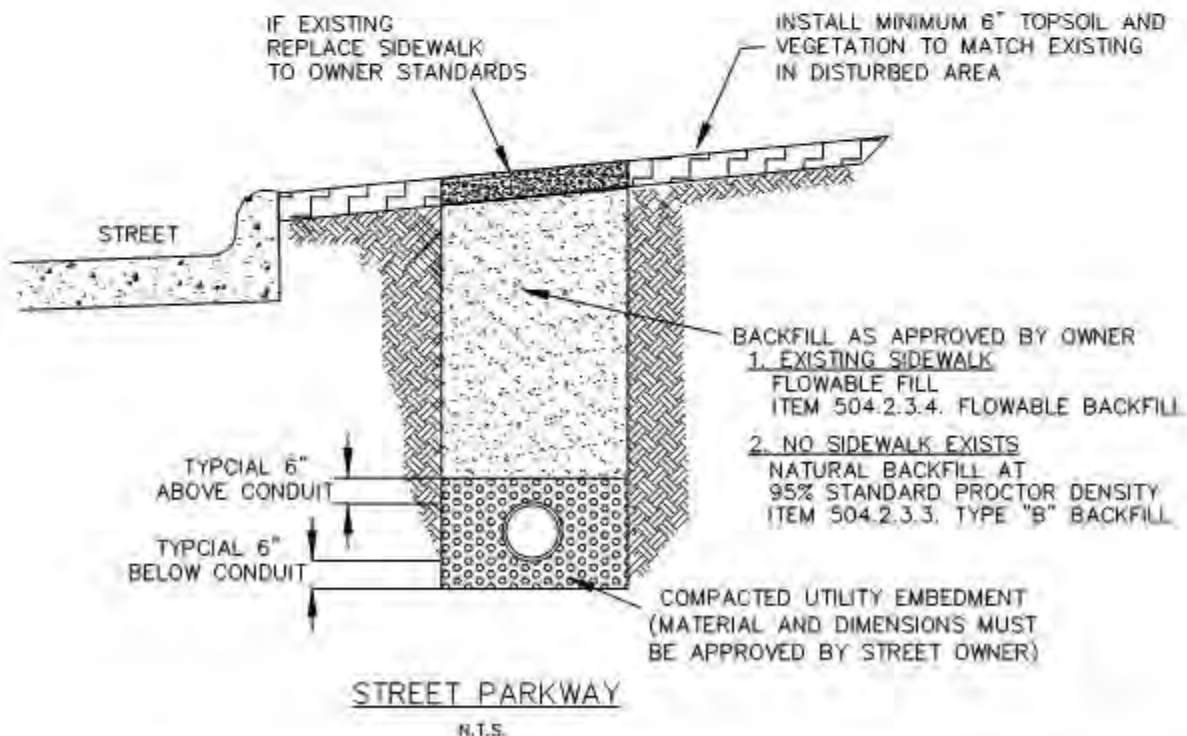 IF EXISTING
REPLACE SIDEWALK
TO OWNER STANDARDS
INSTALL MINIMUM 6" TOPSOIL AND
VEGETATION TO MATCH EXISTING
IN DISTURBED AREA
STREET
BACKFILL AS APPROVED BY OWNER
1. EXISTING SIDEWALK
FLOWABLE FILL
ITEM 504.2.3.4. FLOWABLE BACKFILL
2. NO SIDEWALK EXISTS
NATURAL BACKFILL AT
95% STANDARD PROCTOR DENSITY
ITEM 504.2.3.3. TYPE "B" BACKFILL
TYPCIAL 6"
ABOVE CONDUIT
TYPCIAL 6"
BELOW CONDUIT
COMPACTED UTILITY EMBEDMENT
(MATERIAL AND DIMENSIONS MUST
BE APPROVED BY STREET OWNER)
STREET PARKWAY
N.T.S.